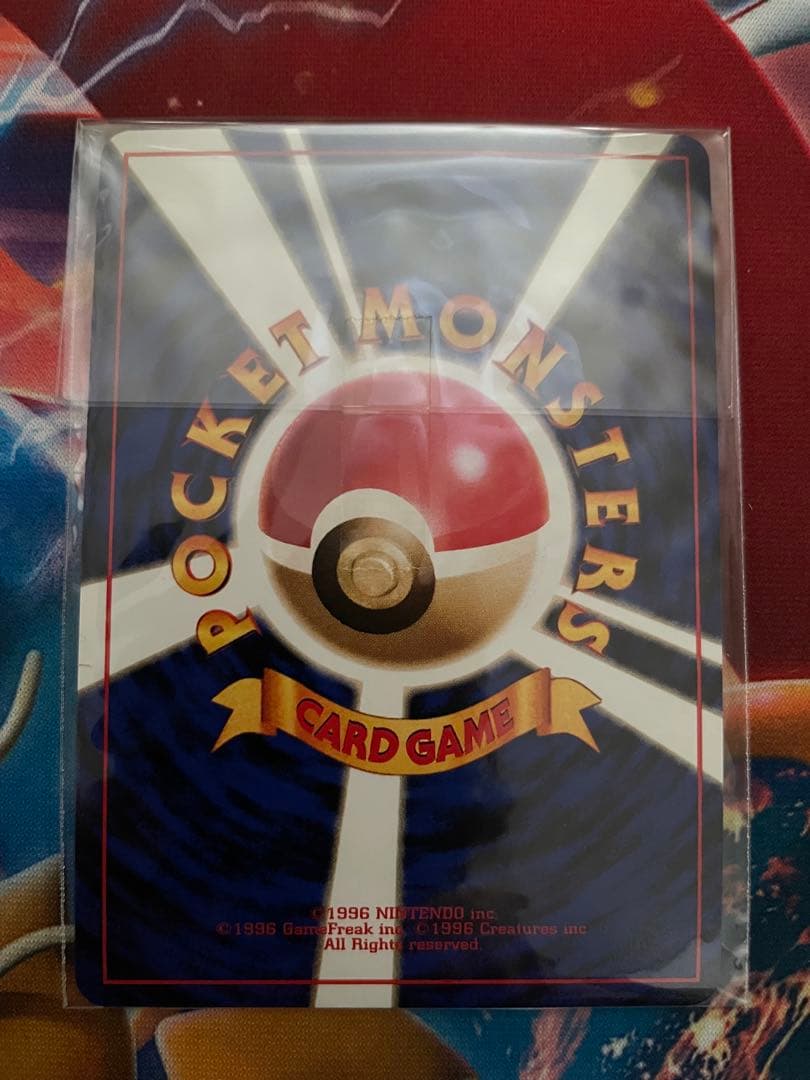 POCKET MONSTERS
CARD GAME
©1996 NINTENDO inc.
©1996 GameFreak inc. ©1996 Creatures inc
All Rights reserved.